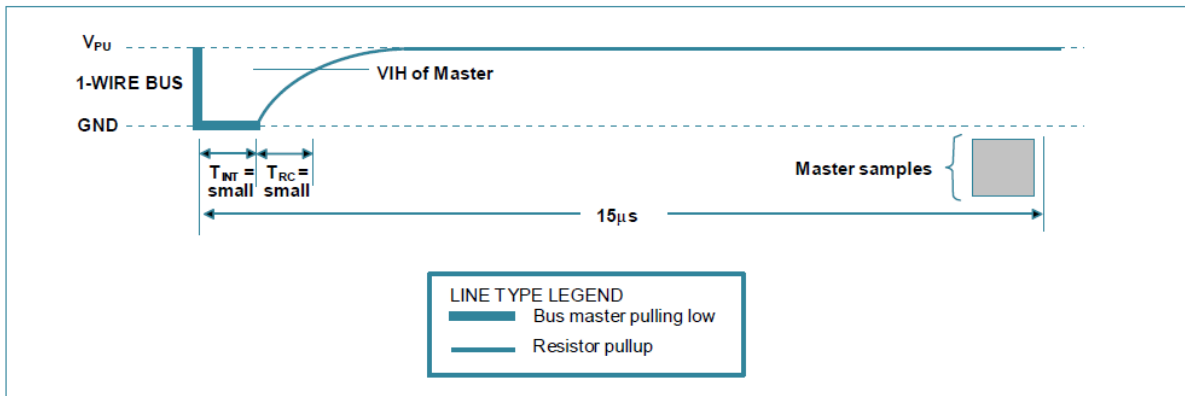 VPU
1-WIRE BUS
VIH of Master
GND
TINT = small
TRC = small
Master samples
15μs
LINE TYPE LEGEND
Bus master pulling low
Resistor pullup